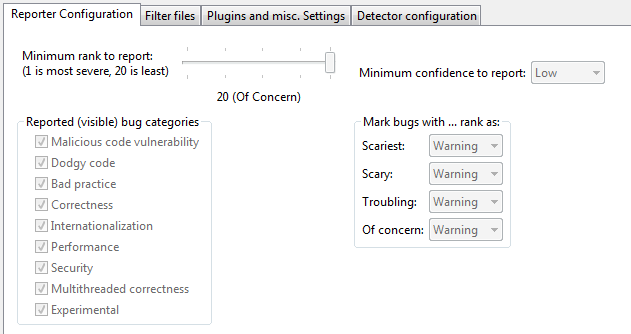 Reporter Configuration
Filter files
Plugins and misc. Settings
Detector configuration
Minimum rank to report:
(1 is most severe, 20 is least)
20 (Of Concern)
Minimum confidence to report:
Low
Reported (visible) bug categories
Malicious code vulnerability
Dodgy code
Bad practice
Correctness
Internationalization
Performance
Security
Multithreaded correctness
Experimental
Mark bugs with ... rank as:
Scariest:
Warning
Scary:
Warning
Troubling:
Warning
Of concern:
Warning